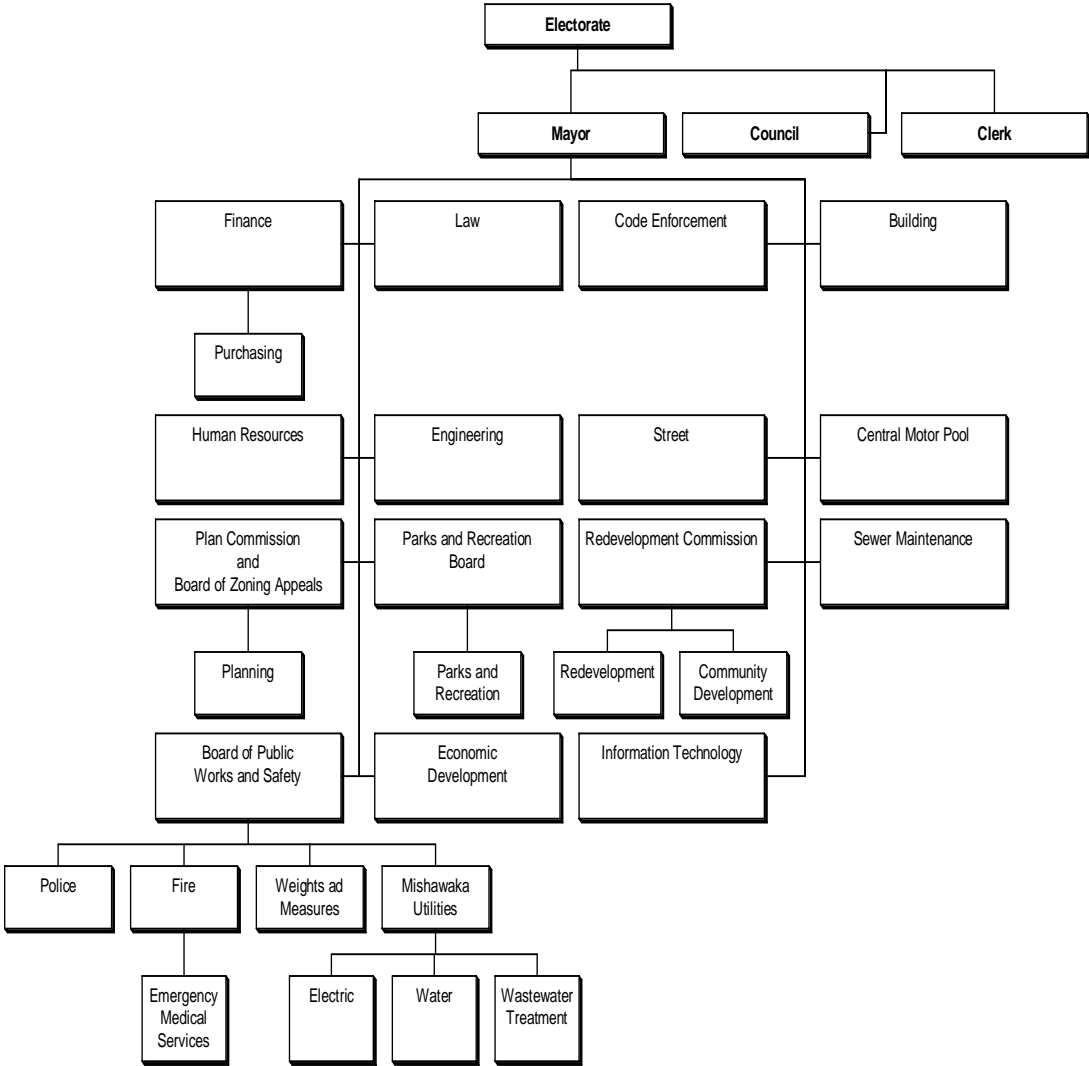 Electorate
Mayor
Council
Clerk
Finance
Law
Code Enforcement
Building
Purchasing
Human Resources
Engineering
Street
Central Motor Pool
Plan Commission
and
Board of Zoning Appeals
Parks and Recreation
Board
Redevelopment Commission
Sewer Maintenance
Planning
Parks and
Recreation
Redevelopment
Community
Development
Board of Public
Works and Safety
Economic
Development
Information Technology
Police
Fire
Weights ad
Measures
Mishawaka
Utilities
Emergency
Medical
Services
Electric
Water
Wastewater
Treatment